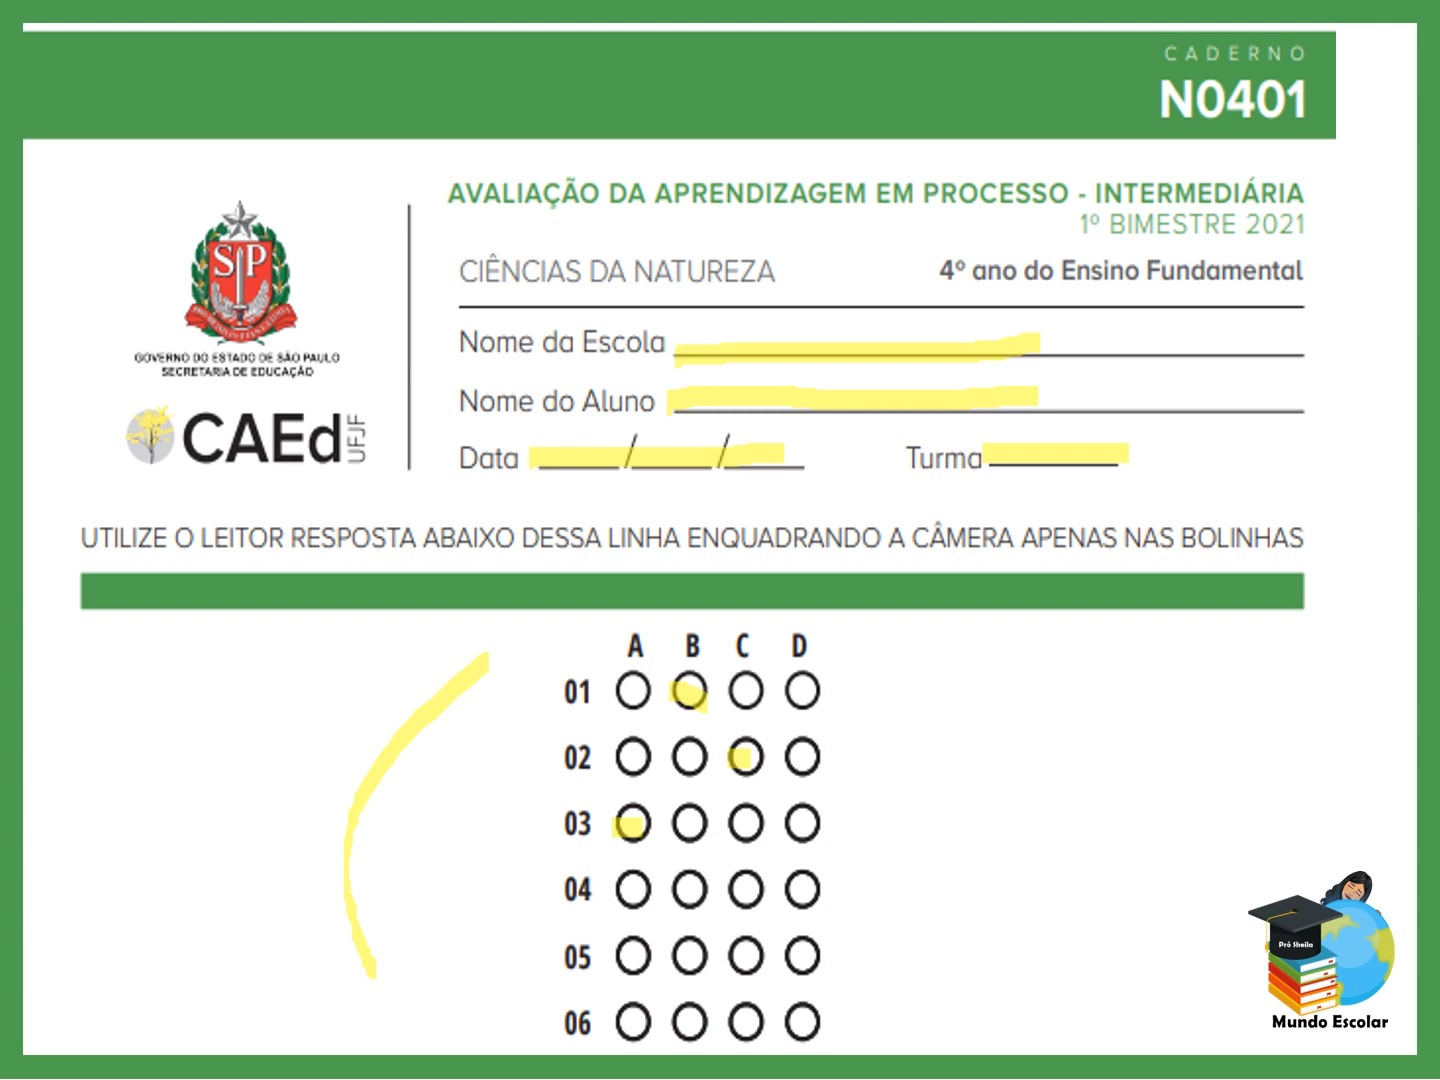 CADERNO
N0401
AVALIAÇÃO DA APRENDIZAGEM EM PROCESSO - INTERMEDIÁRIA
1º BIMESTRE 2021
CIÊNCIAS DA NATUREZA 4º ano do Ensino Fundamental
Nome da Escola
Nome do Aluno
Data / / Turma
SP
GOVERNO DO ESTADO DE SÃO PAULO
SECRETARIA DE EDUCAÇÃO
CAEd UFJF
UTILIZE O LEITOR RESPOSTA ABAIXO DESSA LINHA ENQUADRANDO A CÂMERA APENAS NAS BOLINHAS
A B C D
01
02
03
04
05
06
Prô Sheila
Mundo Escolar